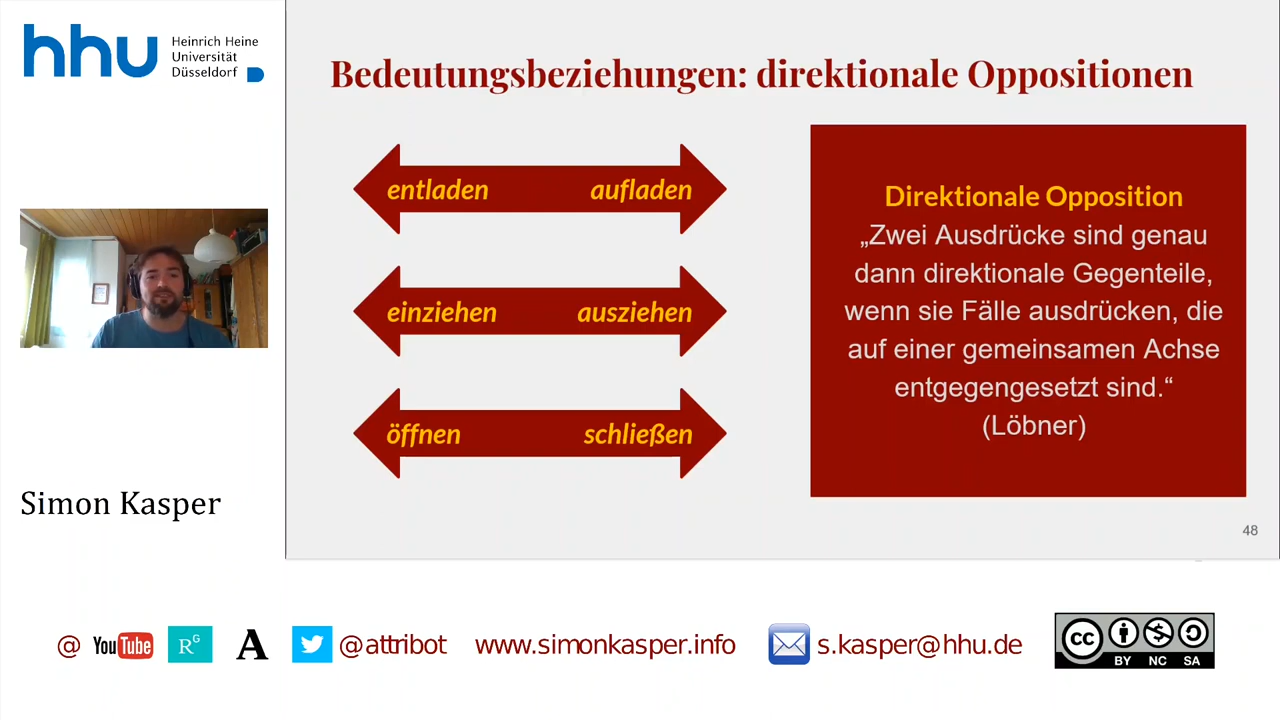 hhu
Heinrich Heine
Universität
Düsseldorf
Bedeutungsbeziehungen: direktionale Oppositionen
entladen aufladen
einziehen ausziehen
öffnen schließen
Direktionale Opposition
„Zwei Ausdrücke sind genau
dann direktionale Gegenteile,
wenn sie Fälle ausdrücken, die
auf einer gemeinsamen Achse
entgegengesetzt sind.“
(Löbner)
48
Simon Kasper
@ YouTube RG A @attribot www.simonkasper.info s.kasper@hhu.de
cc BY NC SA